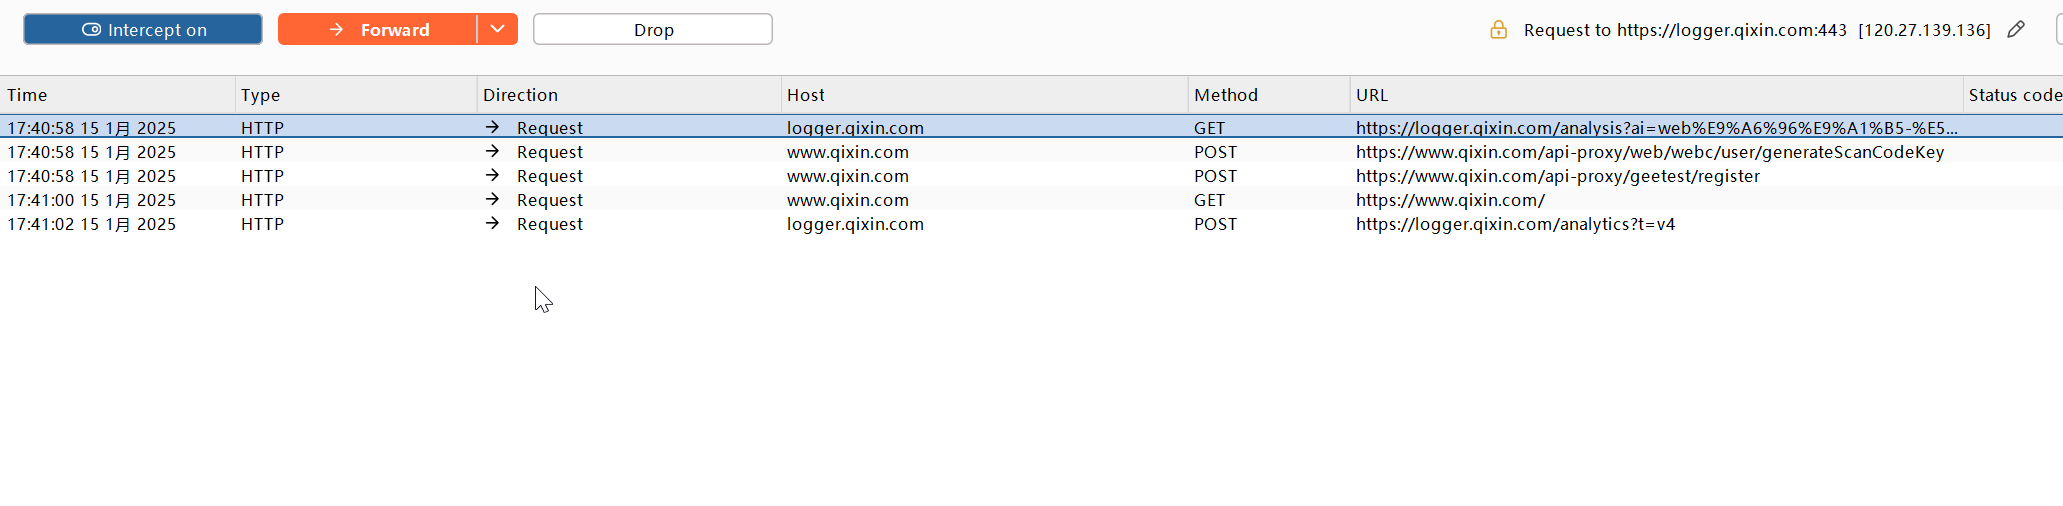 Intercept on Forward Drop Request to https://logger.qixin.com:443 [120.27.139.136]
Time Type Direction Host Method URL Status code
17:40:58 15 1月 2025 HTTP → Request logger.qixin.com GET https://logger.qixin.com/analysis?ai=web%E9%A6%96%E9%A1%B5-%E5...
17:40:58 15 1月 2025 HTTP → Request www.qixin.com POST https://www.qixin.com/api-proxy/web/webc/user/generateScanCodeKey
17:40:58 15 1月 2025 HTTP → Request www.qixin.com POST https://www.qixin.com/api-proxy/geetest/register
17:41:00 15 1月 2025 HTTP → Request www.qixin.com GET https://www.qixin.com/
17:41:02 15 1月 2025 HTTP → Request logger.qixin.com POST https://logger.qixin.com/analytics?t=v4